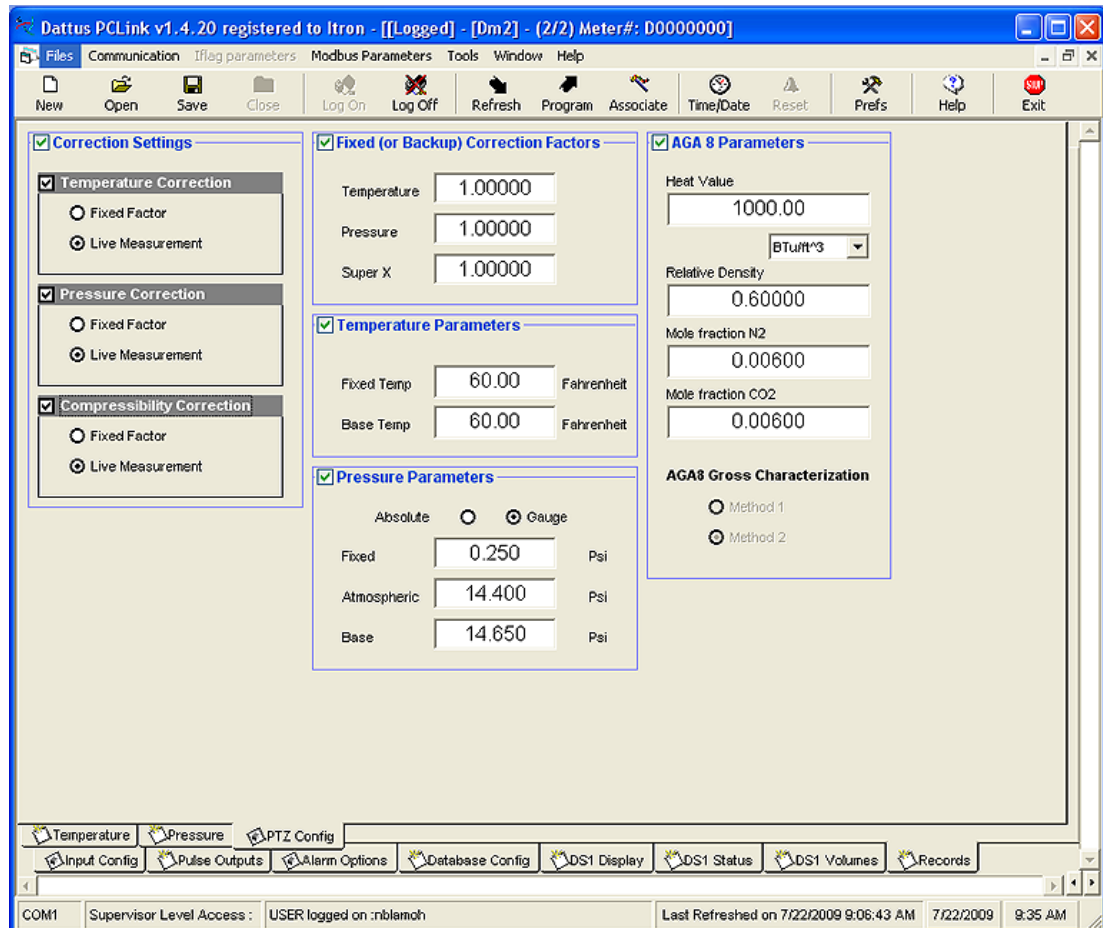 Dattus PCLink v1.4.20 registered to Itron - [[Logged] - [Dm2] - (2/2) Meter#: D0000000]
Files Communication Iflag parameters Modbus Parameters Tools Window Help
New Open Save Close Log On Log Off Refresh Program Associate Time/Date Reset Prefs Help Exit
Correction Settings
Temperature Correction
Fixed Factor
Live Measurement
Pressure Correction
Fixed Factor
Live Measurement
Compressibility Correction
Fixed Factor
Live Measurement
Fixed (or Backup) Correction Factors
Temperature 1.00000
Pressure 1.00000
Super X 1.00000
Temperature Parameters
Fixed Temp 60.00 Fahrenheit
Base Temp 60.00 Fahrenheit
Pressure Parameters
Absolute Gauge
Fixed 0.250 Psi
Atmospheric 14.400 Psi
Base 14.650 Psi
AGA 8 Parameters
Heat Value
1000.00
BTu/ft^3
Relative Density
0.60000
Mole fraction N2
0.00600
Mole fraction CO2
0.00600
AGA8 Gross Characterization
Method 1
Method 2
Temperature Pressure PTZ Config
Input Config Pulse Outputs Alarm Options Database Config DS1 Display DS1 Status DS1 Volumes Records
COM1 Supervisor Level Access : USER logged on :nblamoh Last Refreshed on 7/22/2009 9:06:43 AM 7/22/2009 9:35 AM